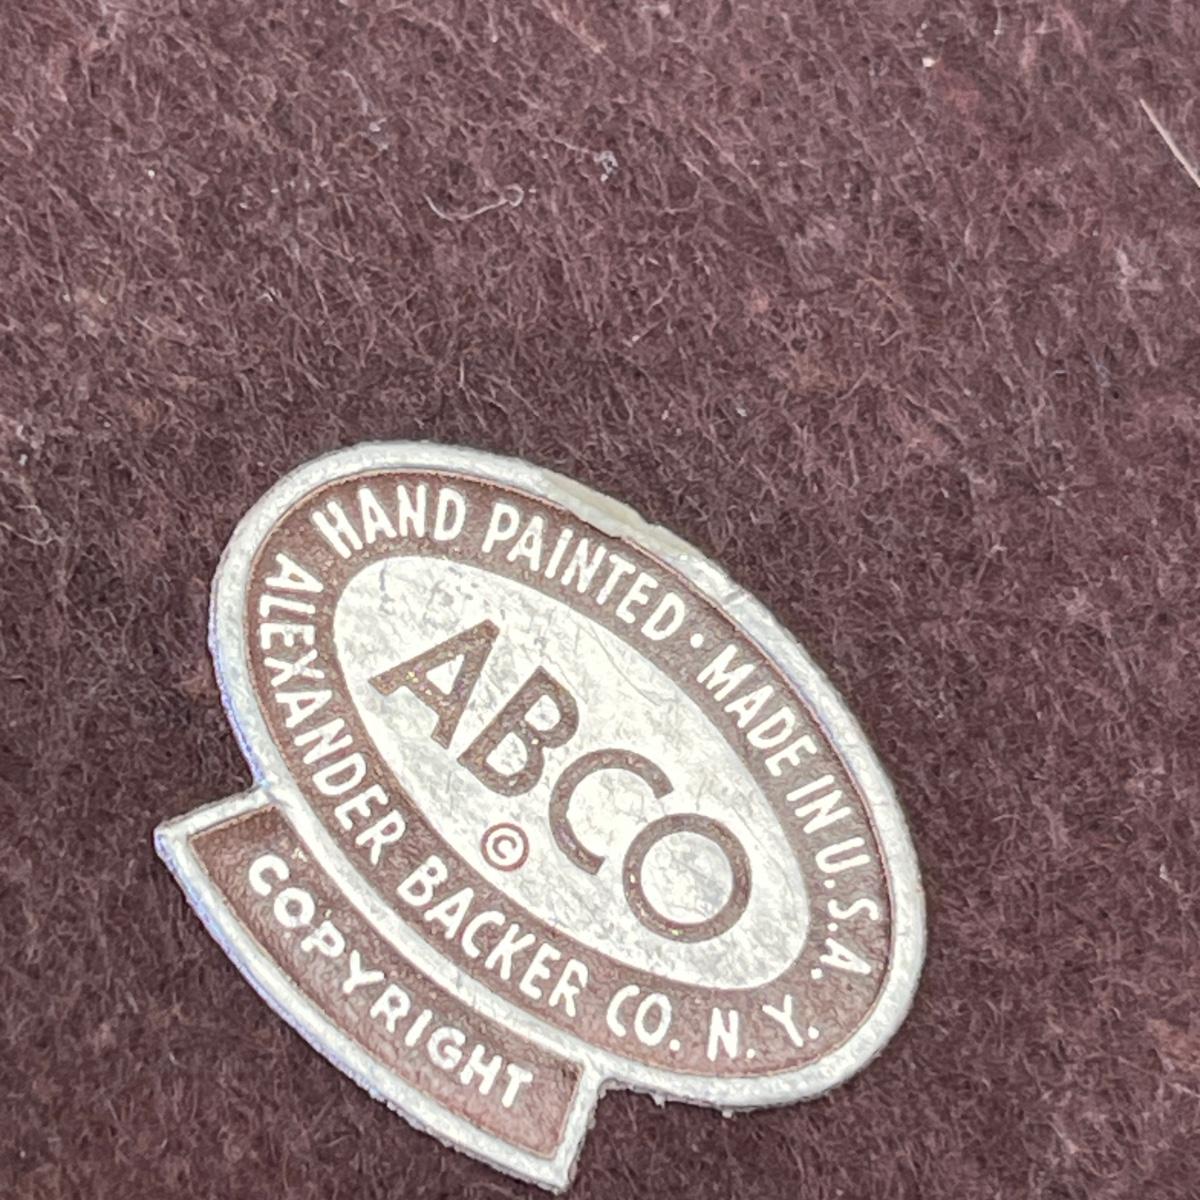 HAND PAINTED · MADE IN U.S.A.
ABCO
©
ALEXANDER BACKER CO. N. Y.
COPYRIGHT